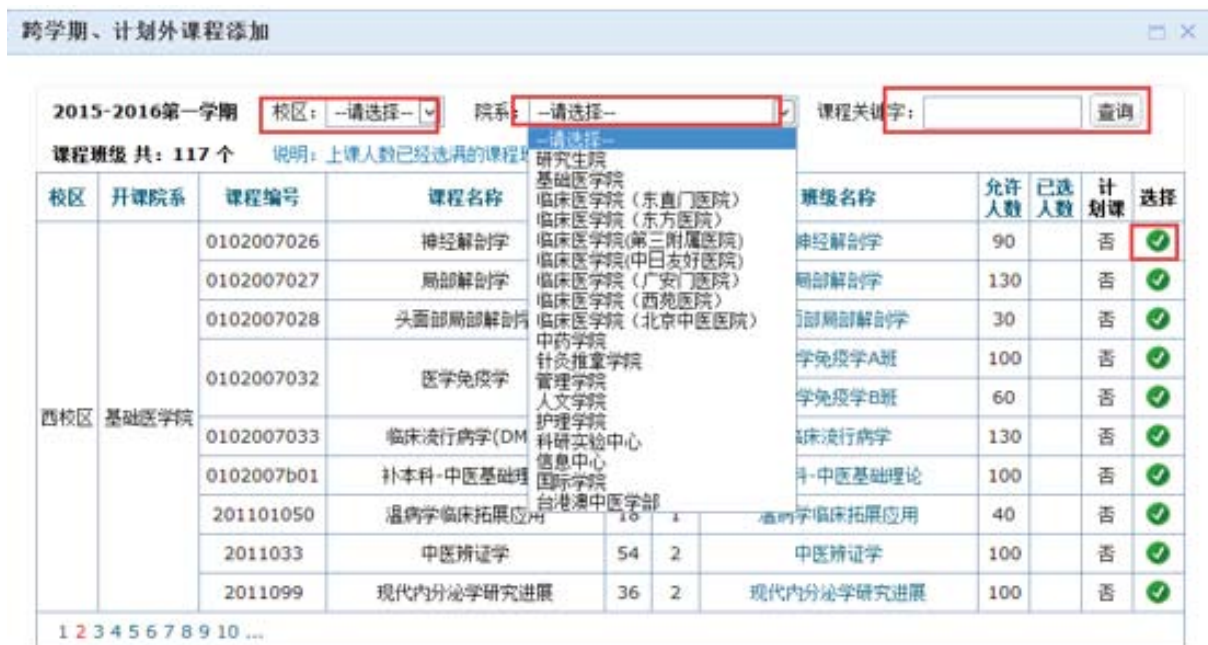 跨学期、计划外课程添加
2015-2016第一学期 校区：--请选择-- 院系：--请选择-- 课程关键字： 查询
课程班级 共：117 个 说明：上课人数已经选满的课程
--请选择--
研究生院
基础医学院
临床医学院（东直门医院）
临床医学院（东方医院）
临床医学院(第三附属医院)
临床医学院(中日友好医院)
临床医学院（广安门医院）
临床医学院（西苑医院）
临床医学院（北京中医医院）
中药学院
针灸推拿学院
管理学院
人文学院
护理学院
科研实验中心
信息中心
国际学院
台港澳中医学部
校区 开课院系 课程编号 课程名称 班级名称 允许人数 已选人数 计划课 选择
西校区 基础医学院
0102007026 神经解剖学 神经解剖学 90 否
0102007027 局部解剖学 局部解剖学 130 否
0102007028 头面部局部解剖学 面部局部解剖学 30 否
0102007032 医学免疫学 学免疫学A班 100 否
学免疫学B班 60 否
0102007033 临床流行病学(DM 临床流行病学 130 否
0102007b01 补本科-中医基础理 科-中医基础理论 100 否
201101050 温病学临床拓展应用 18 1 温病学临床拓展应用 40 否
2011033 中医辨证学 54 2 中医辨证学 100 否
2011099 现代内分泌学研究进展 36 2 现代内分泌学研究进展 100 否
1 2 3 4 5 6 7 8 9 10 ...